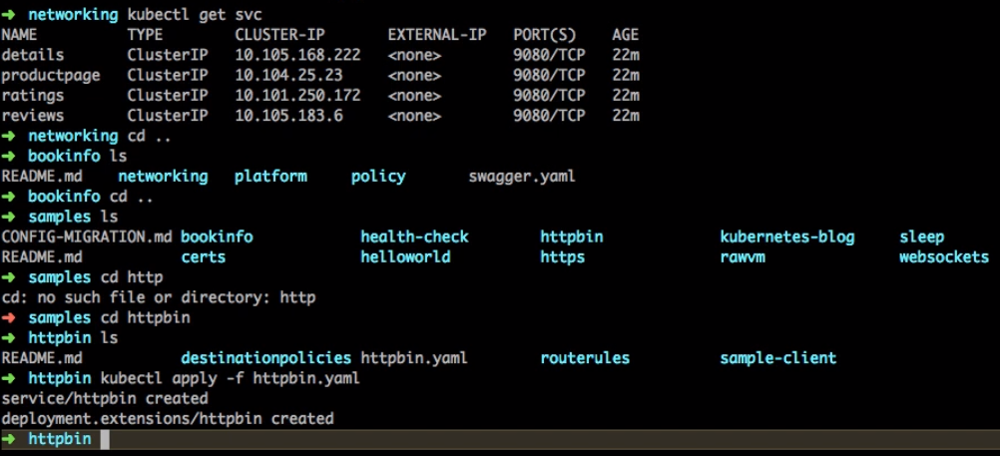 ➜ networking kubectl get svc
NAME TYPE CLUSTER-IP EXTERNAL-IP PORT(S) AGE
details ClusterIP 10.105.168.222 <none> 9080/TCP 22m
productpage ClusterIP 10.104.25.23 <none> 9080/TCP 22m
ratings ClusterIP 10.101.250.172 <none> 9080/TCP 22m
reviews ClusterIP 10.105.183.6 <none> 9080/TCP 22m
➜ networking cd ..
➜ bookinfo ls
README.md networking platform policy swagger.yaml
➜ bookinfo cd ..
➜ samples ls
CONFIG-MIGRATION.md bookinfo health-check httpbin kubernetes-blog sleep
README.md certs helloworld https rawvm websockets
➜ samples cd http
cd: no such file or directory: http
➜ samples cd httpbin
➜ httpbin ls
README.md destinationpolicies httpbin.yaml routerules sample-client
➜ httpbin kubectl apply -f httpbin.yaml
service/httpbin created
deployment.extensions/httpbin created
➜ httpbin